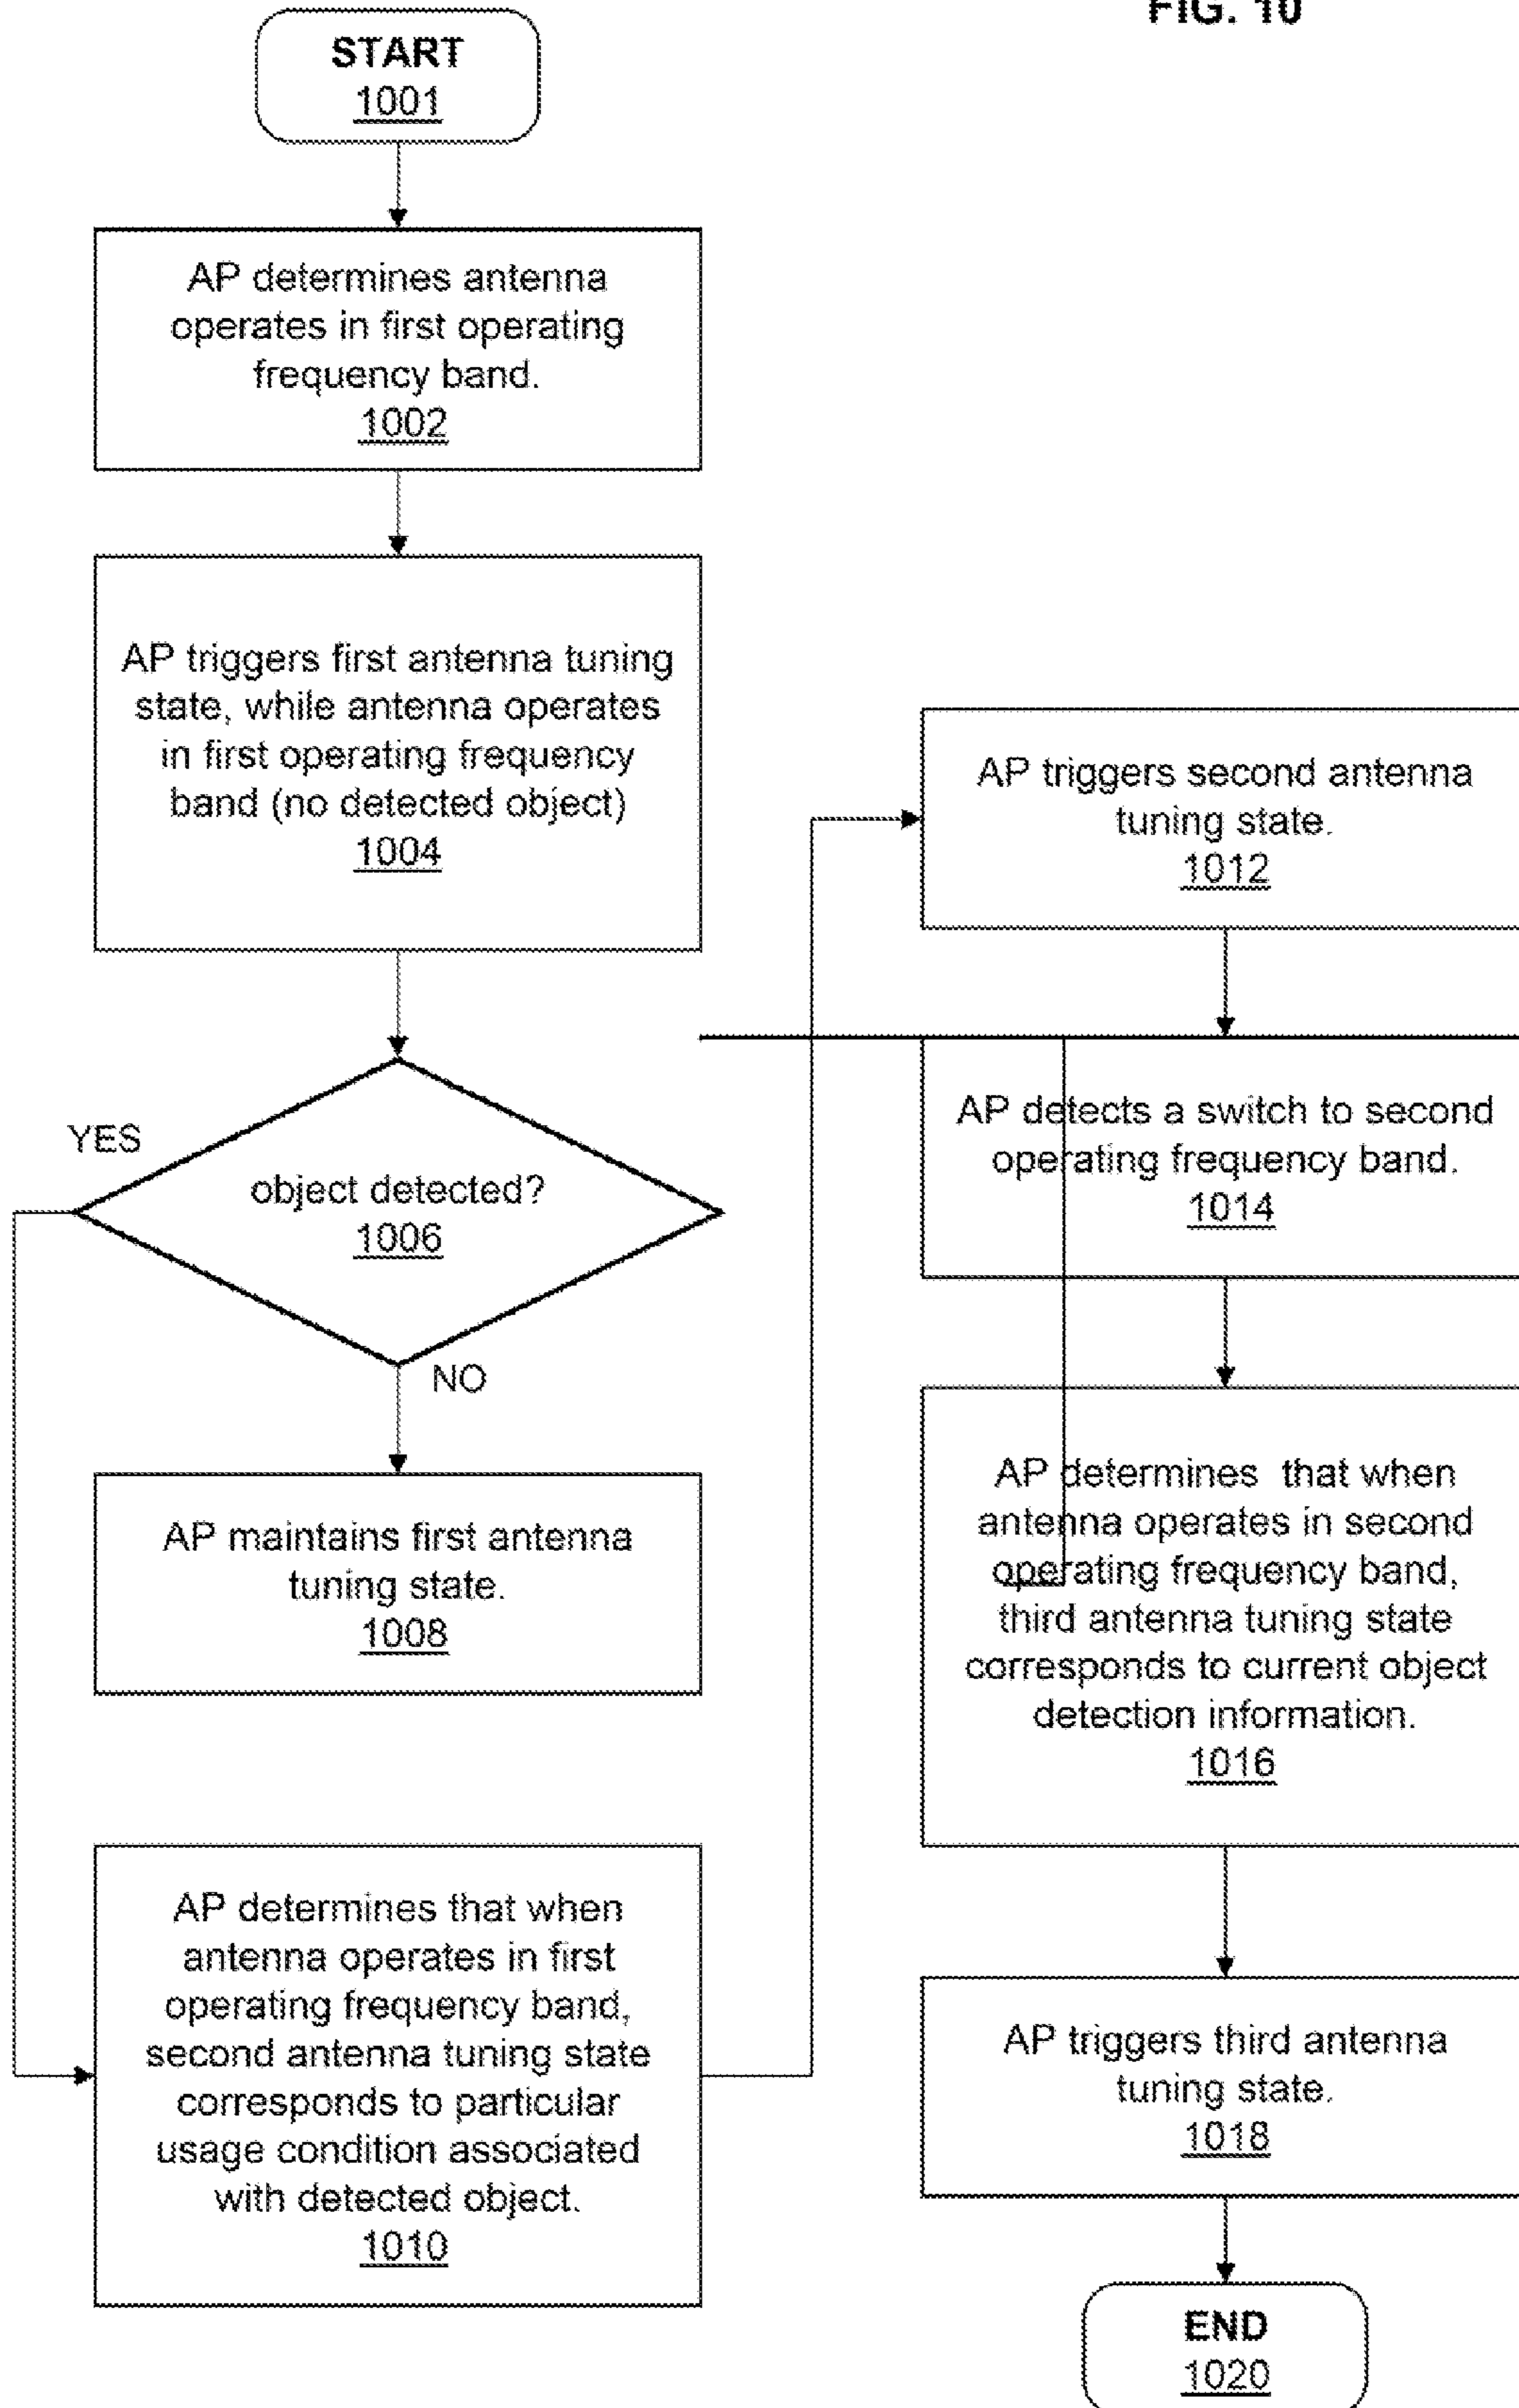 FIG. 10
START
1001
AP determines antenna
operates in first operating
frequency band.
1002
AP triggers first antenna tuning
state, while antenna operates
in first operating frequency
band (no detected object)
1004
YES
object detected?
1006
NO
AP maintains first antenna
tuning state.
1008
AP determines that when
antenna operates in first
operating frequency band,
second antenna tuning state
corresponds to particular
usage condition associated
with detected object.
1010
AP triggers second antenna
tuning state.
1012
AP detects a switch to second
operating frequency band.
1014
AP determines that when
antenna operates in second
operating frequency band,
third antenna tuning state
corresponds to current object
detection information.
1016
AP triggers third antenna
tuning state.
1018
END
1020